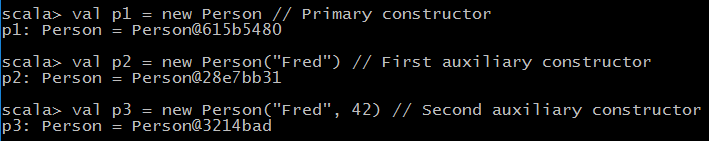 scala> val p1 = new Person // Primary constructor
p1: Person = Person@615b5480
scala> val p2 = new Person("Fred") // First auxiliary constructor
p2: Person = Person@28e7bb31
scala> val p3 = new Person("Fred", 42) // Second auxiliary constructor
p3: Person = Person@3214bad